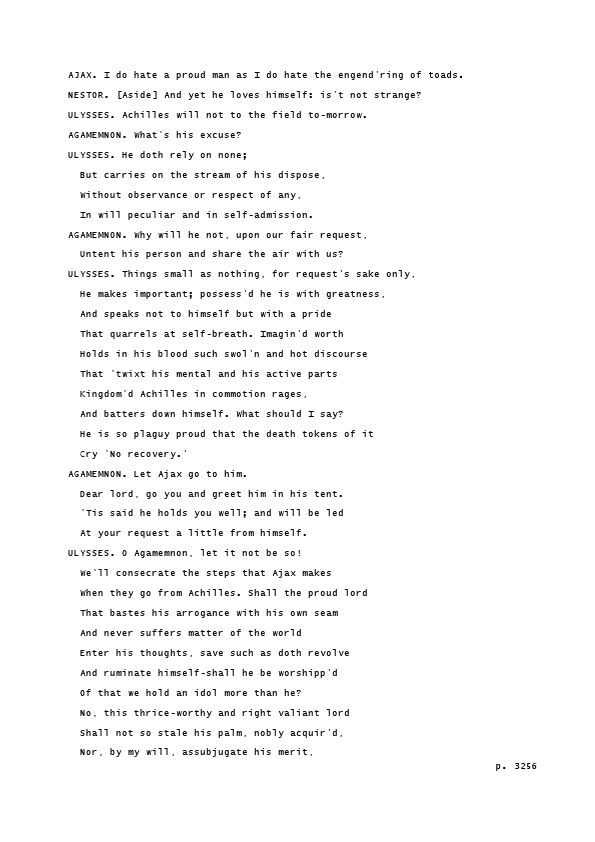 AJAX. I do hate a proud man as I do hate the engend'ring of toads.
NESTOR. [Aside] And yet he loves himself: is't not strange?
ULYSSES. Achilles will not to the field to-morrow.
AGAMEMNON. What's his excuse?
ULYSSES. He doth rely on none;
But carries on the stream of his dispose,
Without observance or respect of any,
In will peculiar and in self-admission.
AGAMEMNON. Why will he not, upon our fair request,
Untent his person and share the air with us?
ULYSSES. Things small as nothing, for request's sake only,
He makes important; possess'd he is with greatness,
And speaks not to himself but with a pride
That quarrels at self-breath. Imagin'd worth
Holds in his blood such swol'n and hot discourse
That 'twixt his mental and his active parts
Kingdom'd Achilles in commotion rages,
And batters down himself. What should I say?
He is so plaguy proud that the death tokens of it
Cry 'No recovery.'
AGAMEMNON. Let Ajax go to him.
Dear lord, go you and greet him in his tent.
'Tis said he holds you well; and will be led
At your request a little from himself.
ULYSSES. O Agamemnon, let it not be so!
We'll consecrate the steps that Ajax makes
When they go from Achilles. Shall the proud lord
That bastes his arrogance with his own seam
And never suffers matter of the world
Enter his thoughts, save such as doth revolve
And ruminate himself-shall he be worshipp'd
Of that we hold an idol more than he?
No, this thrice-worthy and right valiant lord
Shall not so stale his palm, nobly acquir'd,
Nor, by my will, assubjugate his merit,
p. 3256